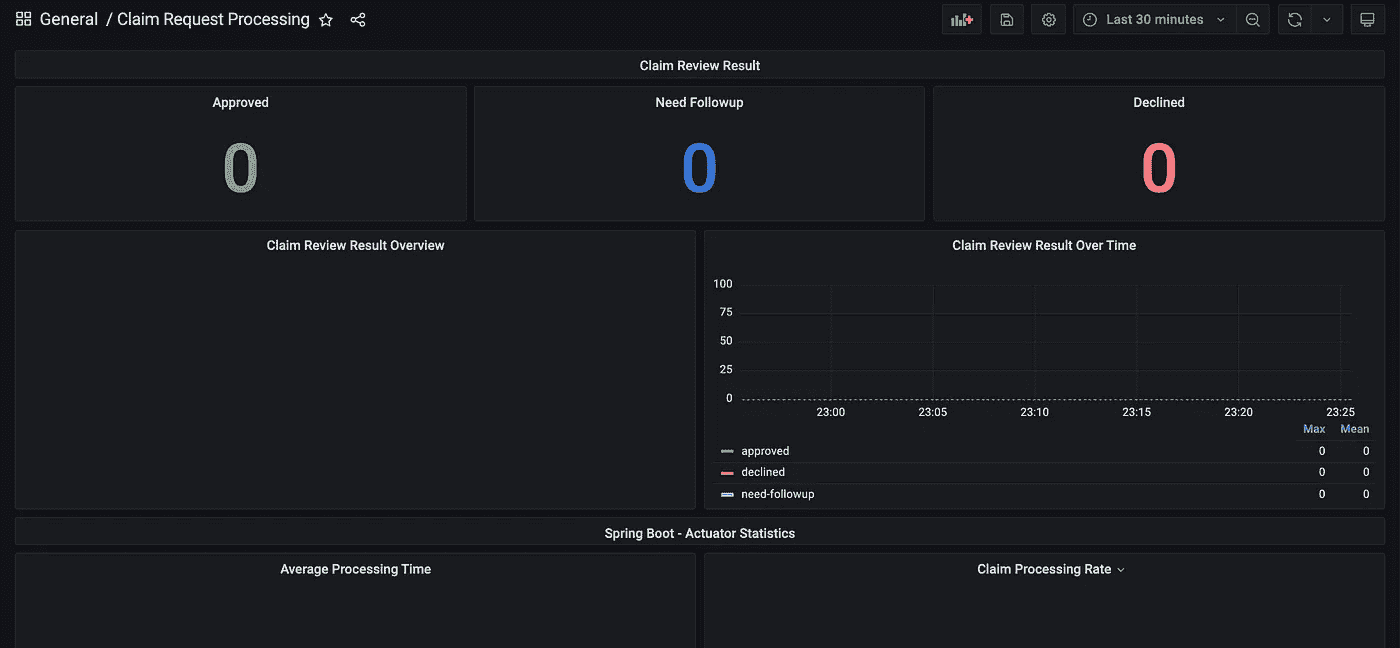 General / Claim Request Processing
Last 30 minutes
Claim Review Result
Approved
Need Followup
Declined
0
0
0
Claim Review Result Overview
Claim Review Result Over Time
100
75
50
25
0
23:00 23:05 23:10 23:15 23:20 23:25
Max Mean
approved 0 0
declined 0 0
need-followup 0 0
Spring Boot - Actuator Statistics
Average Processing Time
Claim Processing Rate